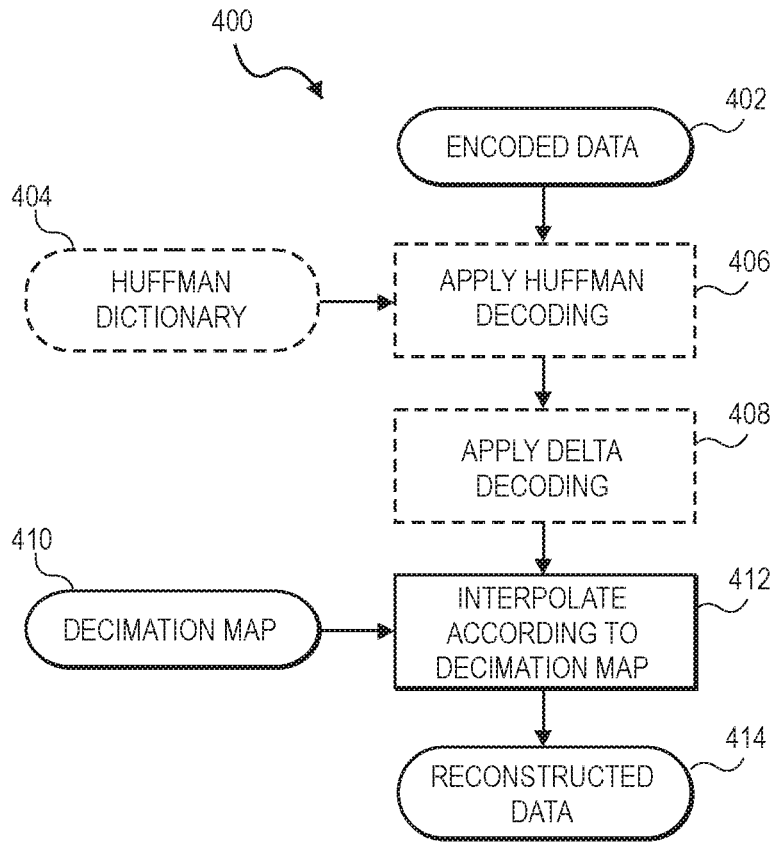 400
402
ENCODED DATA
404
HUFFMAN
DICTIONARY
406
APPLY HUFFMAN
DECODING
408
APPLY DELTA
DECODING
410
DECIMATION MAP
412
INTERPOLATE
ACCORDING TO
DECIMATION MAP
414
RECONSTRUCTED
DATA